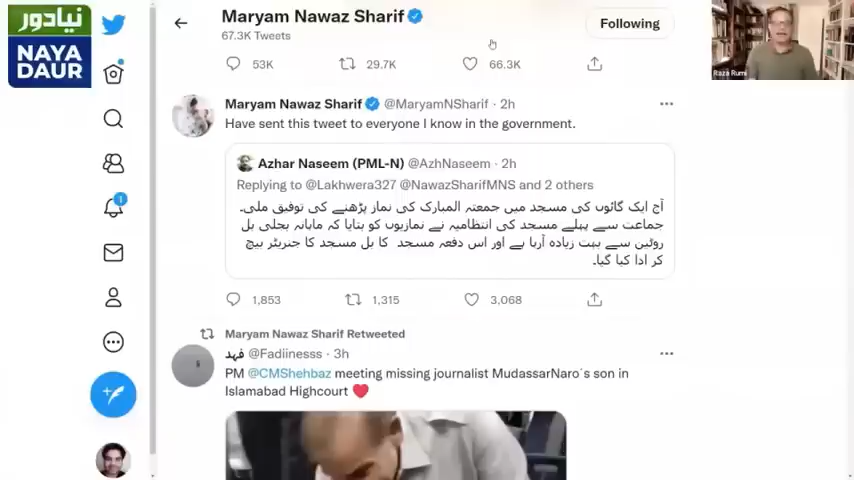 نیادور
NAYA
DAUR
Maryam Nawaz Sharif
67.3K Tweets
Following
Raza Rumi
53K 29.7K 66.3K
Maryam Nawaz Sharif @MaryamNSharif · 2h
Have sent this tweet to everyone I know in the government.
Azhar Naseem (PML-N) @AzhNaseem · 2h
Replying to @Lakhwera327 @NawazSharifMNS and 2 others
آج ایک گائوں کی مسجد میں جمعتہ المبارک کی نماز پڑھنے کی توفیق ملی۔
جماعت سے پہلے مسجد کی انتظامیہ نے نمازیوں کو بتایا کہ ماہانہ بجلی بل
روٹین سے بہت زیادہ آرہا ہے اور اس دفعہ مسجد کا بل مسجد کا جنریٹر بیچ
کر ادا کیا گیا۔
1,853 1,315 3,068
Maryam Nawaz Sharif Retweeted
فہد @Fadiinesss · 3h
PM @CMShehbaz meeting missing journalist MudassarNaro´s son in
Islamabad Highcourt ❤️
1